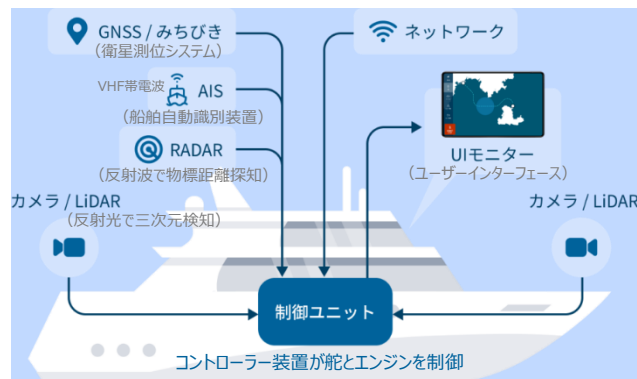 GNSS / みちびき
（衛星測位システム）
ネットワーク
VHF帯電波
AIS
（船舶自動識別装置）
RADAR
（反射波で物標距離探知）
UIモニター
（ユーザーインターフェース）
カメラ / LiDAR
（反射光で三次元検知）
カメラ / LiDAR
制御ユニット
コントローラー装置が舵とエンジンを制御